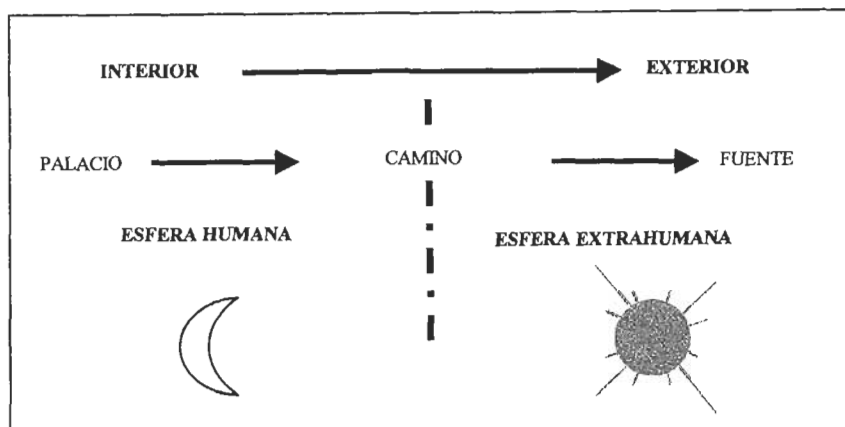 INTERIOR EXTERIOR
PALACIO CAMINO FUENTE
ESFERA HUMANA ESFERA EXTRAHUMANA